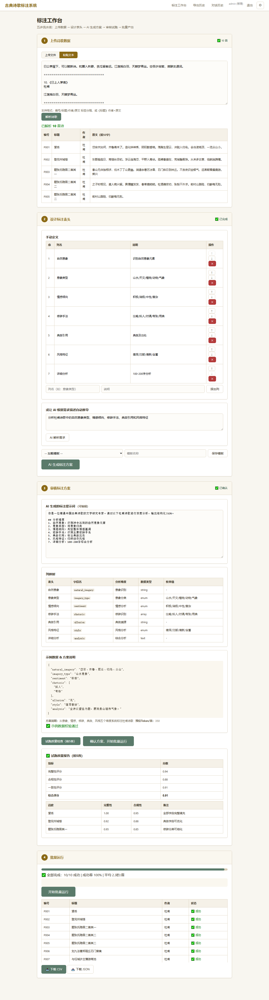 古典诗歌标注系统
标注工作台 导出历史 对话历史 admin (管理) 退出
标注工作台
五步流水线：上传数据 → 设计表头 → AI 生成方案 → 审核试跑 → 批量产出
1 上传诗歌数据 ✅ 10 首
上传文件 粘贴文本
巳公茅屋下，可以赋新诗。枕簟入林僻，茶瓜留客迟。江莲摇白羽，天棘梦青丝。空忝许询辈，难酬支遁词。
==============================
10. 《巳上人茅斋》
杜甫
江莲摇白羽，天棘梦青丝。
==============================
支持格式：编号/标题/作者/原文 标签分隔，或《标题》作者+原文
解析诗歌
已解析 10 首诗
编号 标题 作者 原文（前50字）
P001 望岳 杜甫 岱宗夫如何，齐鲁青未了。造化钟神秀，阴阳割昏晓。荡胸生层云，决眦入归鸟。会当凌绝顶，一览众山小。
P002 登兖州城楼 杜甫 东郡趋庭日，南楼纵目初。浮云连海岱，平野入青徐。孤嶂秦碑在，荒城鲁殿馀。从来多古意，临眺独踌躇。
P003 题张氏隐居二首其一 杜甫 春山无伴独相求，伐木丁丁山更幽。涧道余寒历冰雪，石门斜日到林丘。不贪夜识金银气，远害朝看麋鹿游。乘兴
P004 题张氏隐居二首其二 杜甫 之子时相见，邀人晚兴留。霁潭鳣发发，春草鹿呦呦。杜酒偏劳劝，张梨不外求。前村山路险，归醉每无愁。
P005 题张氏隐居二首其二 杜甫 前村山路险，归醉每无愁。
2 设计标注表头 ✅ 已完成
手动定义
序 列名 说明 操作
1 自然意象 识别自然意象元素 ↑ ↓ ×
2 意象类型 山水/天文/植物/动物/气象 ↑ ↓ ×
3 情感倾向 积极/消极/中性/复杂 ↑ ↓ ×
4 修辞手法 比喻/拟人/对偶/夸张/用典 ↑ ↓ ×
5 典故引用 典故及出处 ↑ ↓ ×
6 风格特征 雄浑/沉郁/清新/含蓄 ↑ ↓ ×
7 详细分析 100-200字分析 ↑ ↓ ×
列名（如：意象类型） 说明 添加列
或让 AI 根据需求描述自动推导
分析杜甫诗歌中的自然意象类型、情感倾向、修辞手法、典故引用和风格特征
AI 解析需求
-- 加载模板 -- 模板名称 保存模板
AI 生成标注方案
3 审核标注方案 ✅ 已确认
AI 生成的标注提示词 （可编辑）
你是一位精通中国古典诗歌的文学研究专家。请对以下杜甫诗歌进行深度分析，输出结构化JSON。
## 分析维度
1. 自然意象：识别诗中出现的自然意象元素
2. 意象类型：将意象归类
3. 情感倾向：判定整体情感基调
4. 修辞手法：识别主要修辞手法
5. 典故引用：标注典故出处
6. 风格特征：归纳创作风格
7. 详细分析：100-200字综合分析
列映射
表头 字段名 分析维度 数据类型 枚举值
自然意象 natural_imagery 意象识别 string -
意象类型 imagery_type 意象分类 enum 山水/天文/植物/动物/气象
情感倾向 sentiment 情感分析 enum 积极/消极/中性/复杂
修辞手法 rhetoric 修辞识别 array 比喻/拟人/对偶/夸张/用典
典故引用 allusion 典故溯源 string -
风格特征 style 风格分析 enum 雄浑/沉郁/清新/含蓄
详细分析 analysis 综合分析 text -
示例数据 & 方案说明
{
"natural_imagery": "岱宗、齐鲁、层云、归鸟、众山",
"imagery_type": "山水意象",
"sentiment": "积极",
"rhetoric": [
"拟人",
"夸张"
],
"allusion": "无",
"style": "雄浑豪放",
"analysis": "全诗以望岳为题，展现泰山雄伟气象。"
}
方案说明：从意象、情感、修辞、典故、风格五个维度系统标注杜甫诗歌 预估Token/首：350
✅ 示例数据校验通过
试跑质量检查（前5首） 确认方案，开始批量运行
✅ 试跑质量报告（前5首）
指标 分数
完整性评分 0.94
合规性评分 0.88
一致性评分 0.91
综合评分 0.91
诗歌 完整性 合规性 备注
望岳 1.00 0.95 全部字段完整填充
登兖州城楼 0.92 0.88 典故字段可优化
题张氏隐居其一 0.95 0.85 修辞分类可细化
4 批量运行
✅ 全部完成：10/10 成功 | 成功率 100% | 平均 2.3秒/首
开始批量运行
编号 标题 作者 状态
P001 望岳 杜甫 ✅ 成功
P002 登兖州城楼 杜甫 ✅ 成功
P003 题张氏隐居二首其一 杜甫 ✅ 成功
P004 题张氏隐居二首其二 杜甫 ✅ 成功
P005 题张氏隐居二首其二 杜甫 ✅ 成功
P006 刘九法曹郑瑕丘石门宴集 杜甫 ✅ 成功
P007 与任城许主簿游南池 杜甫 ✅ 成功
📥 下载 CSV 📥 下载 JSON